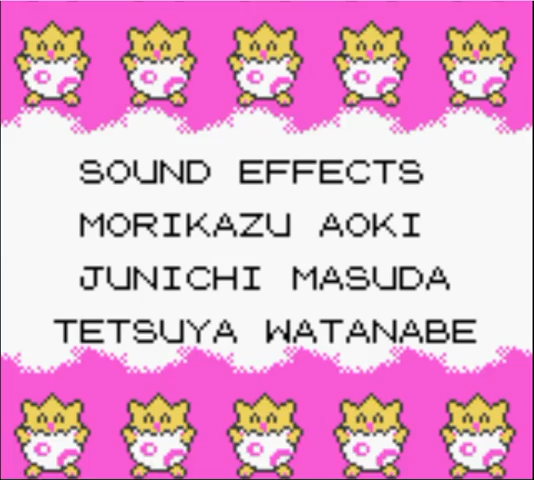 SOUND EFFECTS
MORIKAZU AOKI
JUNICHI MASUDA
TETSUYA WATANABE